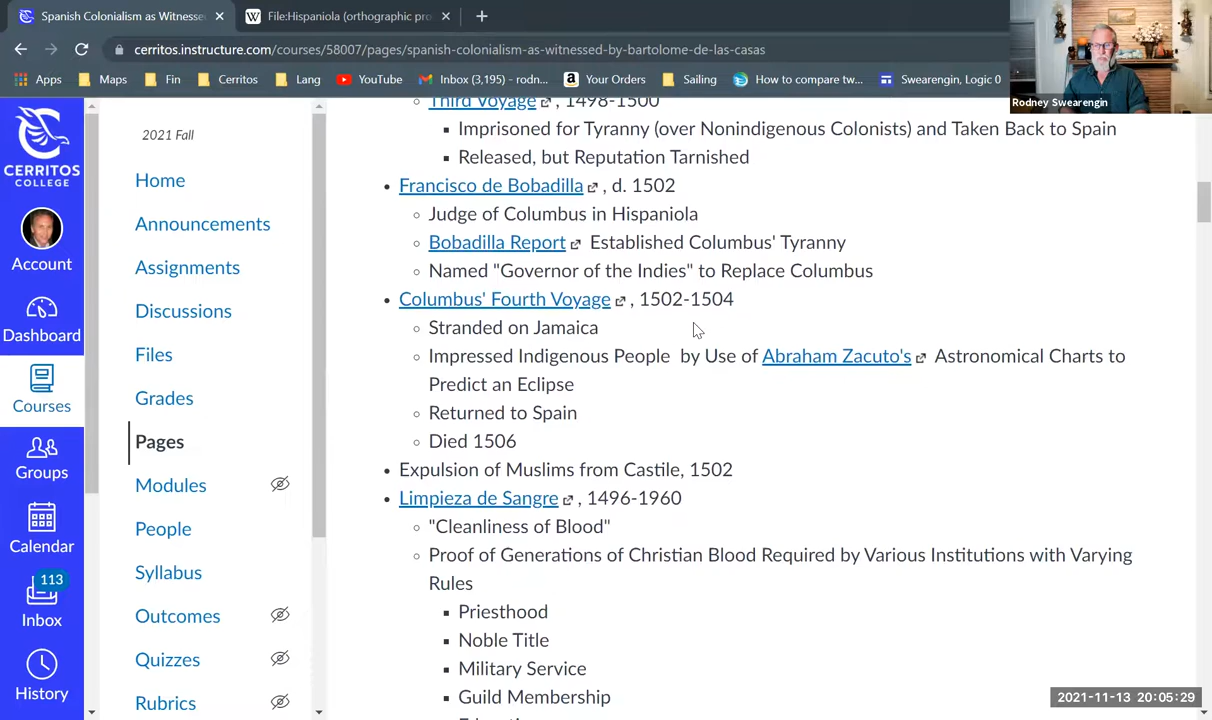 Spanish Colonialism as Witnesse
File:Hispaniola (orthographic pro
cerritos.instructure.com/courses/58007/pages/spanish-colonialism-as-witnessed-by-bartolome-de-las-casas
Apps Maps Fin Cerritos Lang YouTube Inbox (3,195) - rodn... Your Orders Sailing How to compare tw... Swearengin, Logic 0
Rodney Swearengin
CERRITOS
COLLEGE
Account
Dashboard
Courses
Groups
Calendar
113
Inbox
History
2021 Fall
Home
Announcements
Assignments
Discussions
Files
Grades
Pages
Modules
People
Syllabus
Outcomes
Quizzes
Rubrics
Third Voyage , 1498-1500
Imprisoned for Tyranny (over Nonindigenous Colonists) and Taken Back to Spain
Released, but Reputation Tarnished
Francisco de Bobadilla , d. 1502
Judge of Columbus in Hispaniola
Bobadilla Report Established Columbus' Tyranny
Named "Governor of the Indies" to Replace Columbus
Columbus' Fourth Voyage , 1502-1504
Stranded on Jamaica
Impressed Indigenous People by Use of Abraham Zacuto's Astronomical Charts to
Predict an Eclipse
Returned to Spain
Died 1506
Expulsion of Muslims from Castile, 1502
Limpieza de Sangre , 1496-1960
"Cleanliness of Blood"
Proof of Generations of Christian Blood Required by Various Institutions with Varying
Rules
Priesthood
Noble Title
Military Service
Guild Membership
2021-11-13 20:05:29